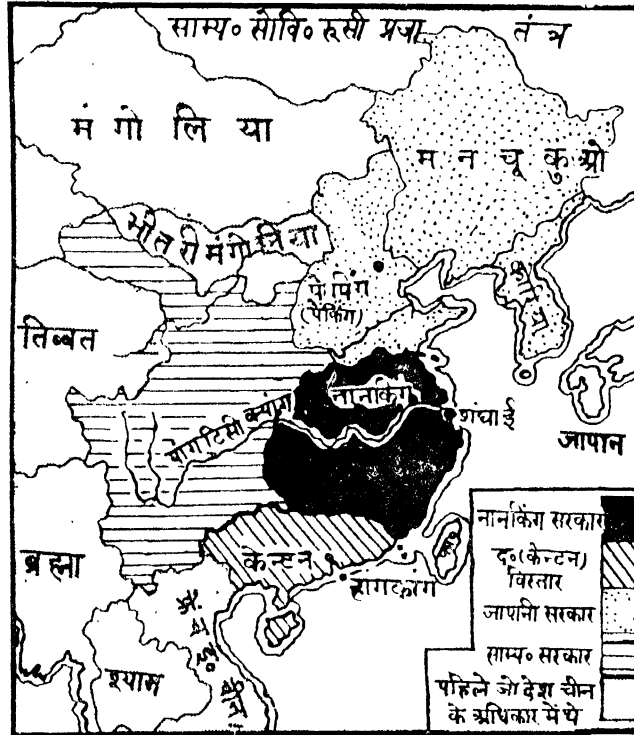 साम्य० सोवि० रूसी प्रजा तंत्र
मंगोलिया
मनचूकुओ
भीतरी मंगोलिया
पेपिंग
(पेकिंग)
कोरिया
तिब्बत
नानकिंग
यांगटिसी क्यांग
शंघाई
जापान
नानकिंग सरकार
द०(केन्टन)
विस्तार
जापानी सरकार
साम्य० सरकार
पहिले जो देश चीन
के अधिकार में थे
ब्रह्मा
केन्टन
हांगकांग
श्याम